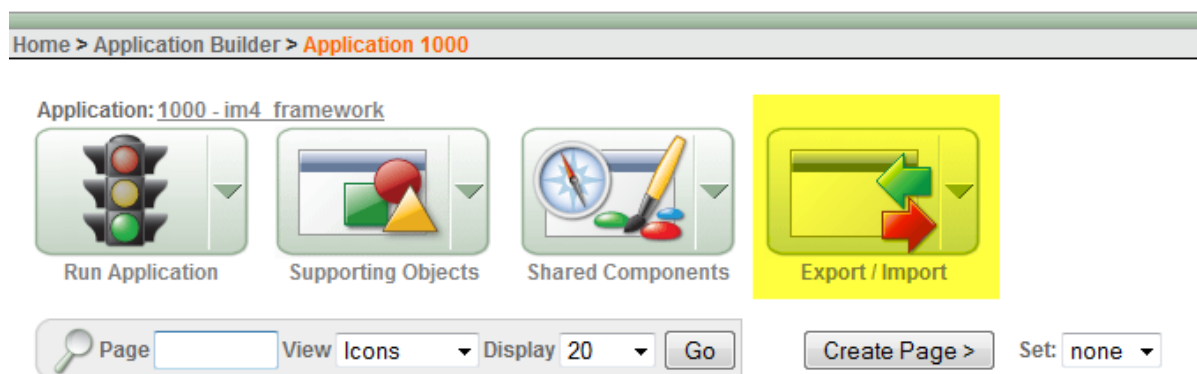 Home > Application Builder > Application 1000
Application: 1000 - im4_framework
Run Application Supporting Objects Shared Components Export / Import
Page View Icons Display 20 Go Create Page > Set: none